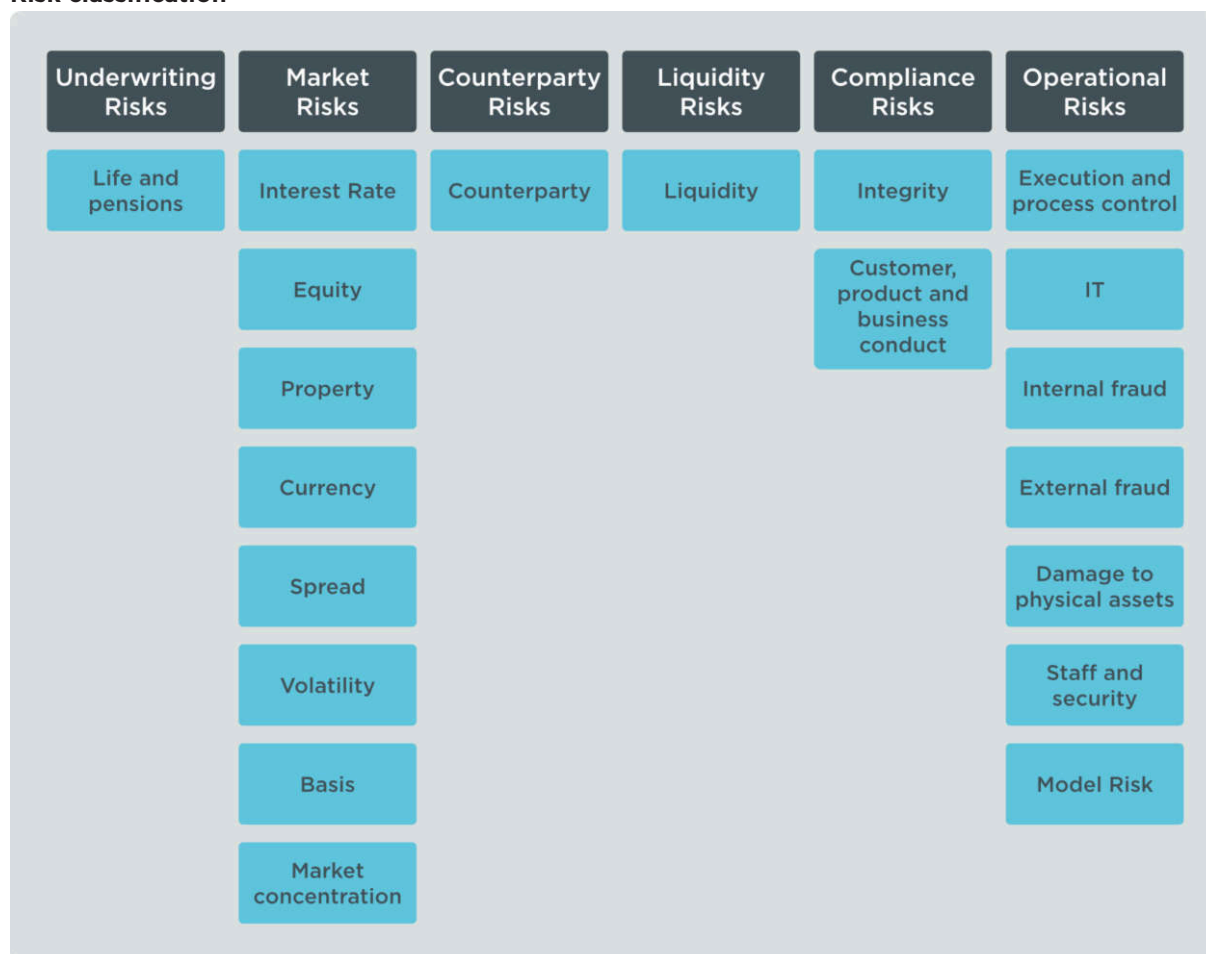 Risk classification
Underwriting
Risks
Market
Risks
Counterparty
Risks
Liquidity
Risks
Compliance
Risks
Operational
Risks
Life and
pensions
Interest Rate
Counterparty
Liquidity
Integrity
Execution and
process control
Equity
Customer,
product and
business
conduct
IT
Property
Internal fraud
Currency
External fraud
Spread
Damage to
physical assets
Volatility
Staff and
security
Basis
Model Risk
Market
concentration